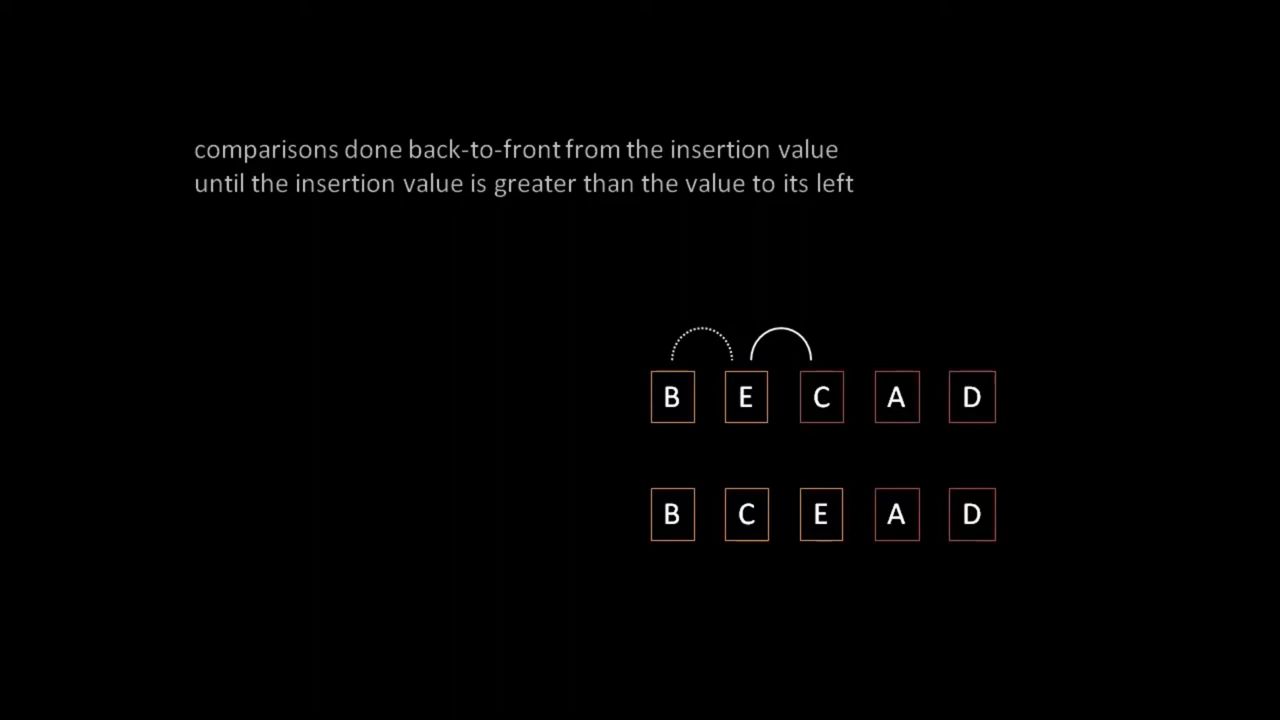 comparisons done back-to-front from the insertion value
until the insertion value is greater than the value to its left
B E C A D
B C E A D